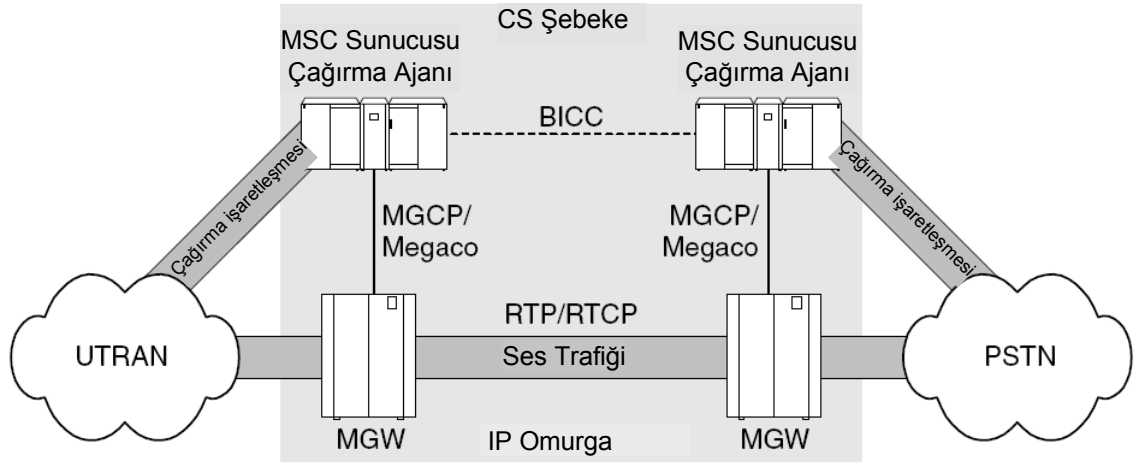 CS Şebeke
MSC Sunucusu
Çağırma Ajanı
MSC Sunucusu
Çağırma Ajanı
BICC
Çağırma işaretleşmesi
Çağırma işaretleşmesi
MGCP/
Megaco
MGCP/
Megaco
RTP/RTCP
UTRAN
Ses Trafiği
PSTN
MGW
IP Omurga
MGW